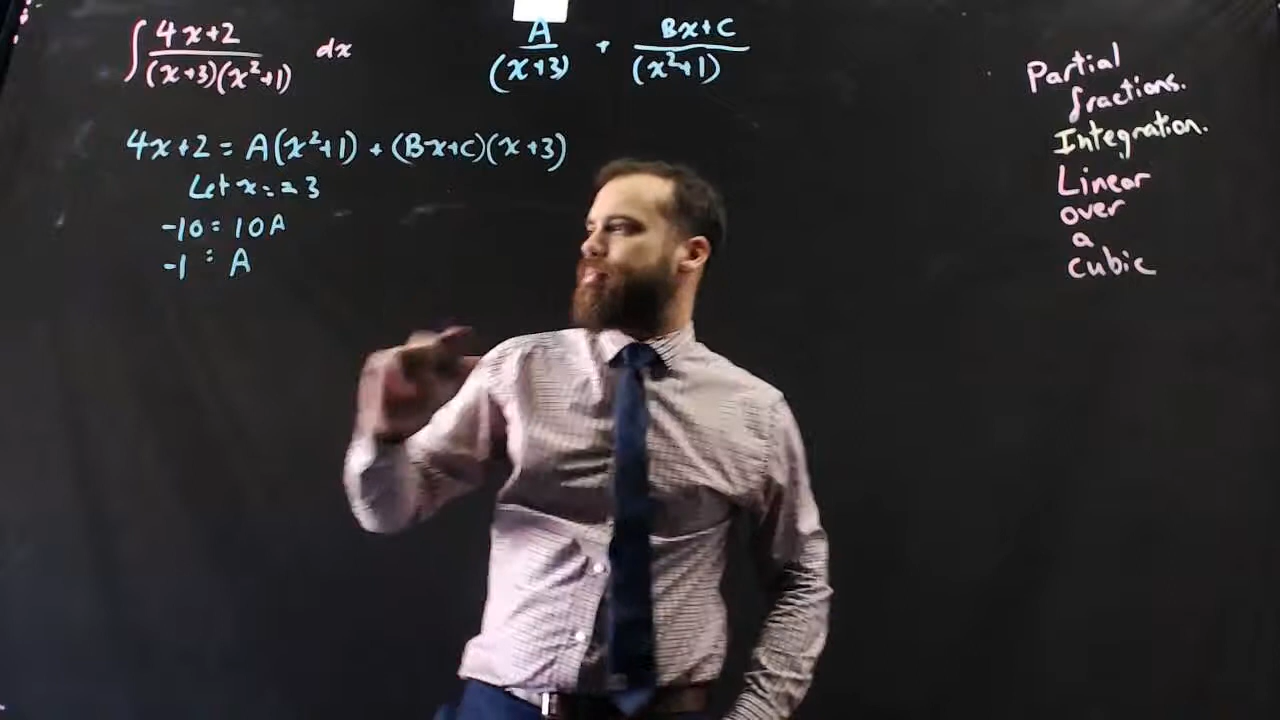 ∫ 4x+2 / (x+3)(x²+1) dx
A / (x+3) + Bx+C / (x²+1)
4x+2 = A(x²+1) + (Bx+C)(x+3)
Let x = -3
-10 = 10A
-1 = A
Partial
fractions.
Integration.
Linear
over
a
cubic